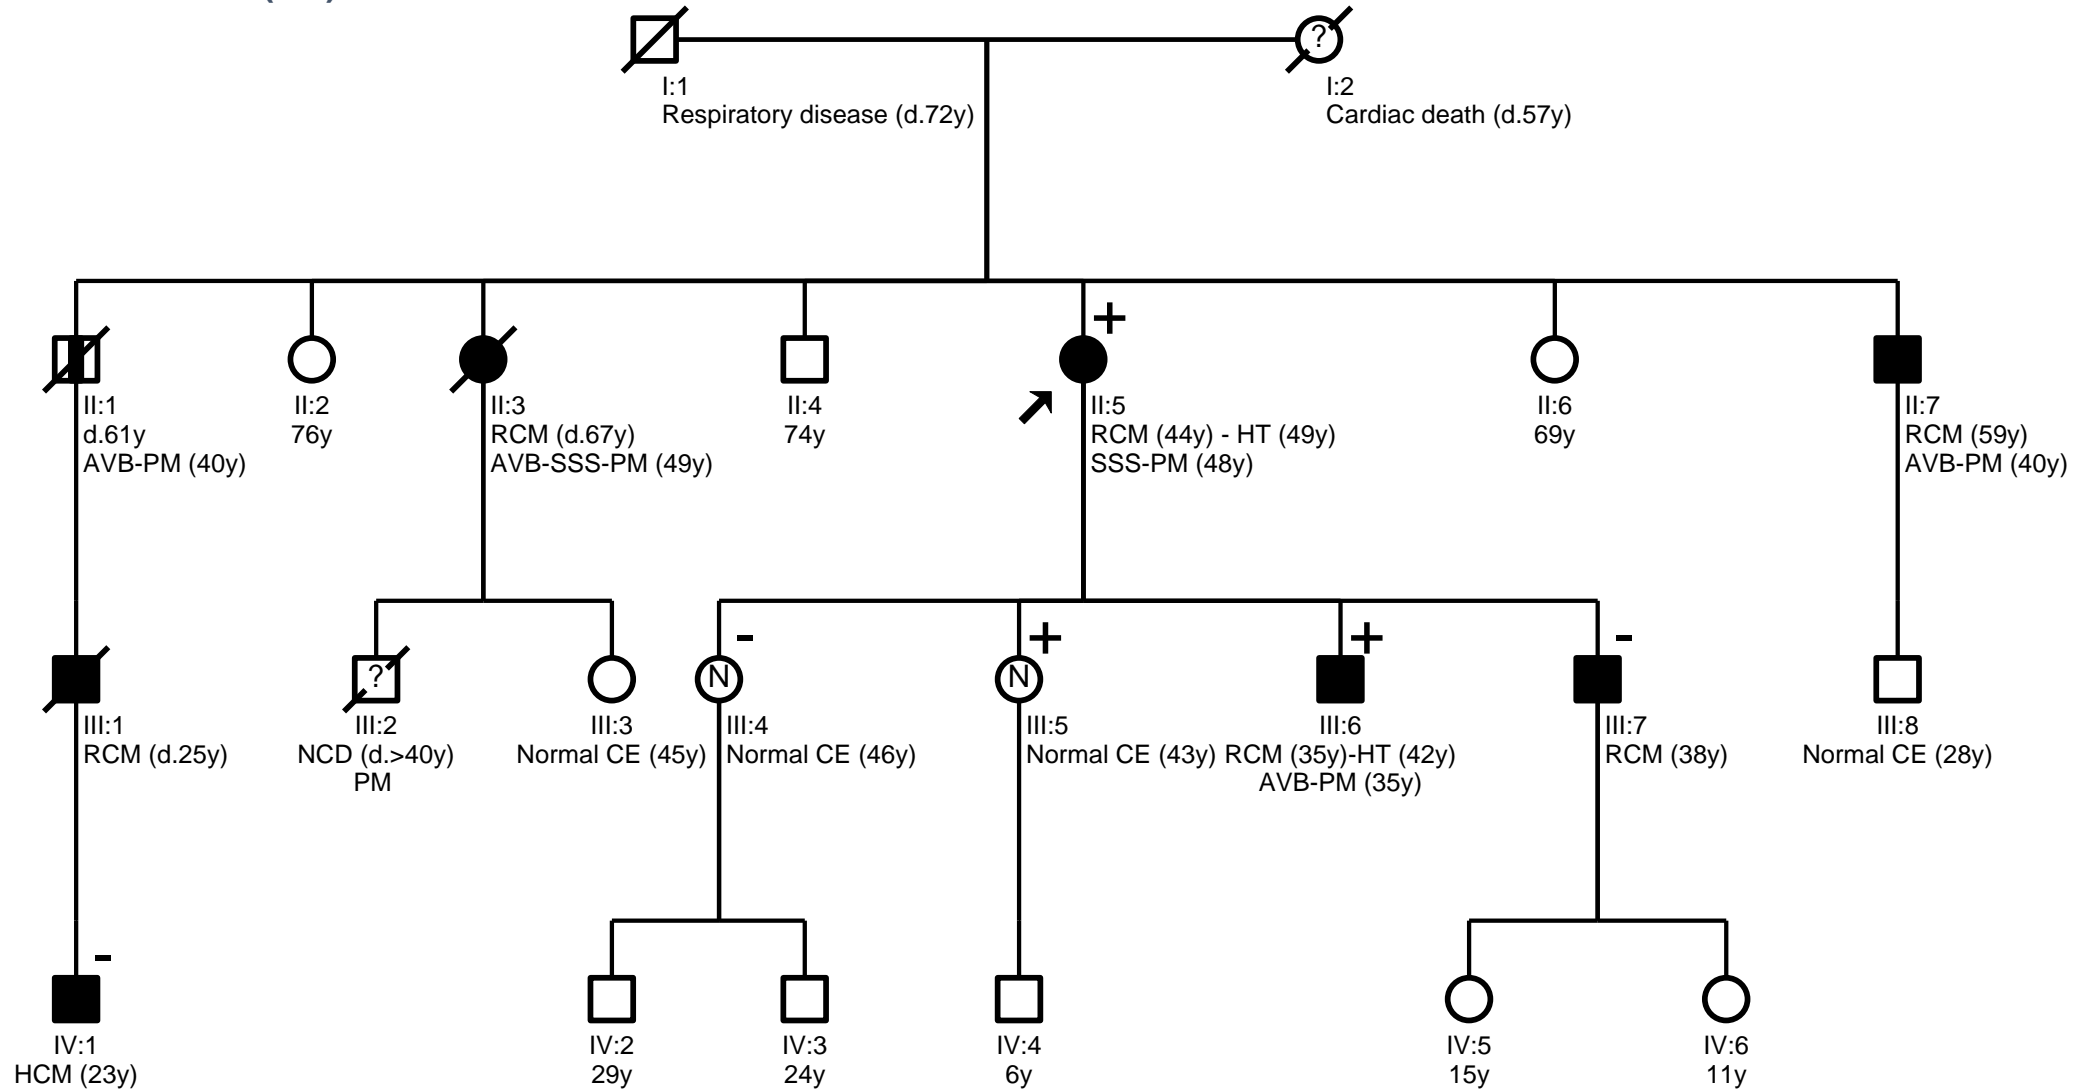 ?
I:1
Respiratory disease (d.72y)
I:2
Cardiac death (d.57y)
+
II:1
d.61y
AVB-PM (40y)
II:2
76y
II:3
RCM (d.67y)
AVB-SSS-PM (49y)
II:4
74y
II:5
RCM (44y) - HT (49y)
SSS-PM (48y)
II:6
69y
II:7
RCM (59y)
AVB-PM (40y)
-
+
+
-
?
N
N
III:1
RCM (d.25y)
III:2
NCD (d.>40y)
PM
III:3
Normal CE (45y)
III:4
Normal CE (46y)
III:5
Normal CE (43y)
III:6
RCM (35y)-HT (42y)
AVB-PM (35y)
III:7
RCM (38y)
III:8
Normal CE (28y)
-
IV:1
HCM (23y)
IV:2
29y
IV:3
24y
IV:4
6y
IV:5
15y
IV:6
11y